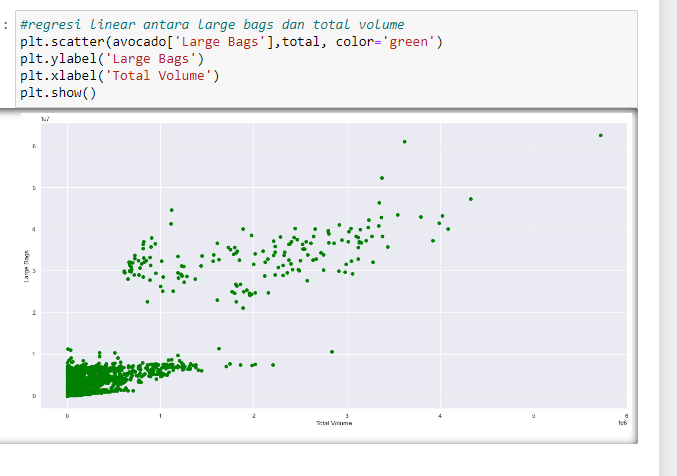 : #regresi linear antara large bags dan total volume
plt.scatter(avocado['Large Bags'],total, color='green')
plt.ylabel('Large Bags')
plt.xlabel('Total Volume')
plt.show()
1e7
6
5
4
3
2
1
0
Large Bags
0 1 2 3 4 5 6
Total Volume
1e6